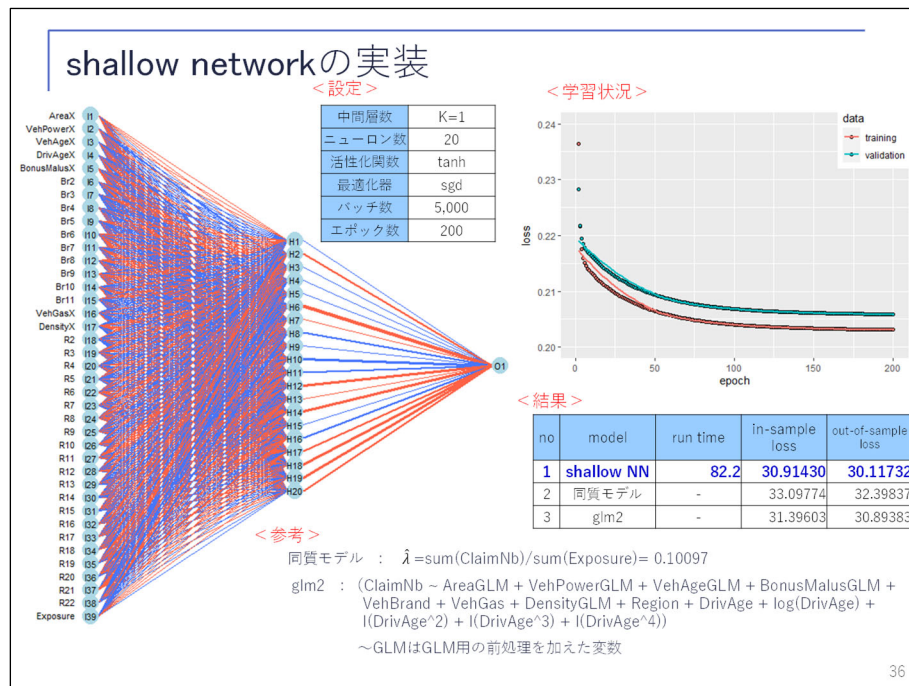 shallow networkの実装
<設定>
中間層数 K=1
ニューロン数 20
活性化関数 tanh
最適化器 sgd
バッチ数 5,000
エポック数 200
AreaX I1
VehPowerX I2
VehAgeX I3
DrivAgeX I4
BonusMalusX I5
Br2 I6
Br3 I7
Br4 I8
Br5 I9
Br6 I10
Br7 I11
Br8 I12
Br9 I13
Br10 I14
Br11 I15
VehGasX I16
DensityX I17
R2 I18
R3 I19
R4 I20
R5 I21
R6 I22
R7 I23
R8 I24
R9 I25
R10 I26
R11 I27
R12 I28
R13 I29
R14 I30
R15 I31
R16 I32
R17 I33
R18 I34
R19 I35
R20 I36
R21 I37
R22 I38
Exposure I39
H1
H2
H3
H4
H5
H6
H7
H8
H9
H10
H11
H12
H13
H14
H15
H16
H17
H18
H19
H20
O1
<学習状況>
0.24
0.23
0.22
0.21
0.20
loss
0 50 100 150 200
epoch
data
training
validation
<結果>
no model run time in-sample loss out-of-sample loss
1 shallow NN 82.2 30.91430 30.11732
2 同質モデル - 33.09774 32.39837
3 glm2 - 31.39603 30.89383
<参考>
同質モデル : λ̂=sum(ClaimNb)/sum(Exposure)= 0.10097
glm2 : (ClaimNb ~ AreaGLM + VehPowerGLM + VehAgeGLM + BonusMalusGLM +
VehBrand + VehGas + DensityGLM + Region + DrivAge + log(DrivAge) +
I(DrivAge^2) + I(DrivAge^3) + I(DrivAge^4))
～GLMはGLM用の前処理を加えた変数
36